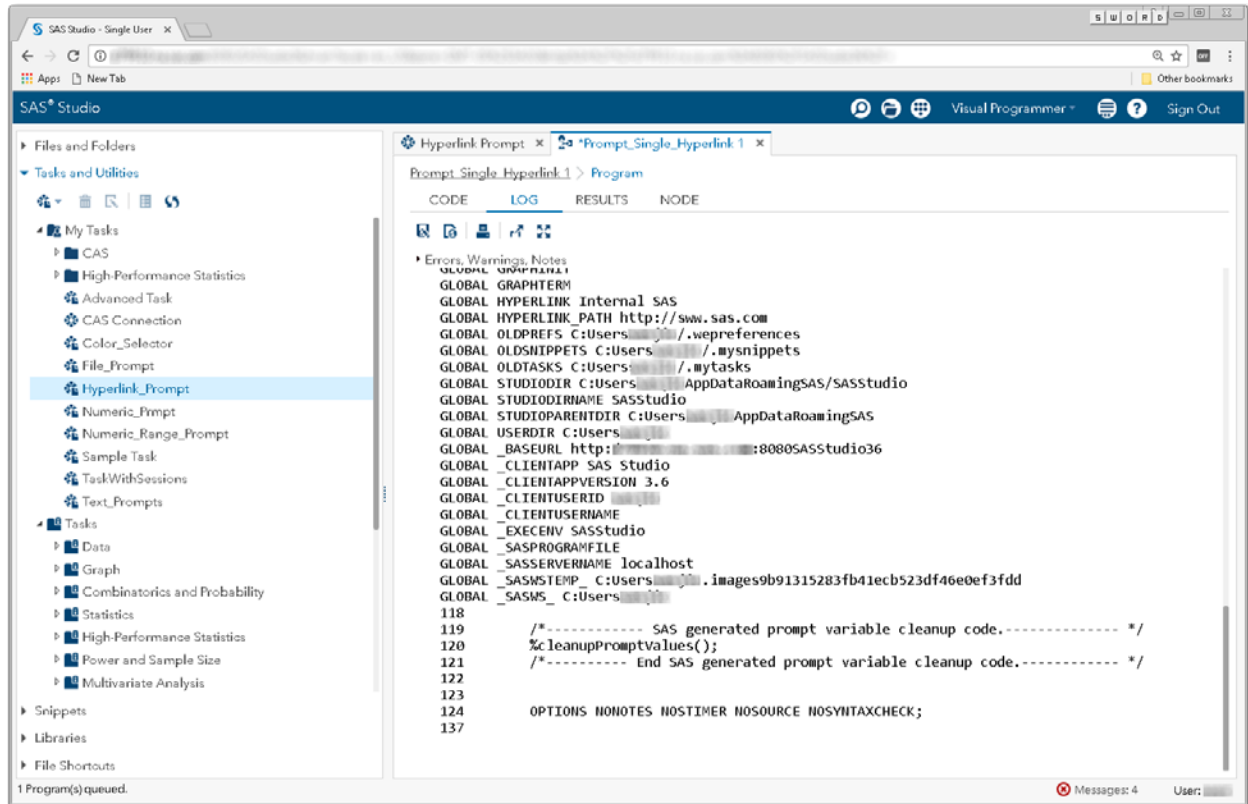 SAS Studio - Single User
S W O R D
Apps New Tab
Other bookmarks
SAS® Studio
Visual Programmer
Sign Out
Files and Folders
Tasks and Utilities
My Tasks
CAS
High-Performance Statistics
Advanced Task
CAS Connection
Color_Selector
File_Prompt
Hyperlink_Prompt
Numeric_Prmpt
Numeric_Range_Prompt
Sample Task
TaskWithSessions
Text_Prompts
Tasks
Data
Graph
Combinatorics and Probability
Statistics
High-Performance Statistics
Power and Sample Size
Multivariate Analysis
Snippets
Libraries
File Shortcuts
Hyperlink Prompt
*Prompt_Single_Hyperlink 1
Prompt_Single_Hyperlink 1 > Program
CODE LOG RESULTS NODE
Errors, Warnings, Notes
GLOBAL GRAPHINIT
GLOBAL GRAPHTERM
GLOBAL HYPERLINK Internal SAS
GLOBAL HYPERLINK_PATH http://sww.sas.com
GLOBAL OLDPREFS C:Users /.wepreferences
GLOBAL OLDSNIPPETS C:Users /.mysnippets
GLOBAL OLDTASKS C:Users /.mytasks
GLOBAL STUDIODIR C:Users AppDataRoamingSAS/SASStudio
GLOBAL STUDIODIRNAME SASStudio
GLOBAL STUDIOPARENTDIR C:Users AppDataRoamingSAS
GLOBAL USERDIR C:Users
GLOBAL _BASEURL http: :8080SASStudio36
GLOBAL _CLIENTAPP SAS Studio
GLOBAL _CLIENTAPPVERSION 3.6
GLOBAL _CLIENTUSERID
GLOBAL _CLIENTUSERNAME
GLOBAL _EXECENV SASStudio
GLOBAL _SASPROGRAMFILE
GLOBAL _SASSERVERNAME localhost
GLOBAL _SASWSTEMP_ C:Users .images9b91315283fb41ecb523df46e0ef3fdd
GLOBAL _SASWS_ C:Users
118
119 /*------------ SAS generated prompt variable cleanup code.-------------- */
120 %cleanupPromptValues();
121 /*---------- End SAS generated prompt variable cleanup code.------------ */
122
123
124 OPTIONS NONOTES NOSTIMER NOSOURCE NOSYNTAXCHECK;
137
1 Program(s) queued.
Messages: 4
User: